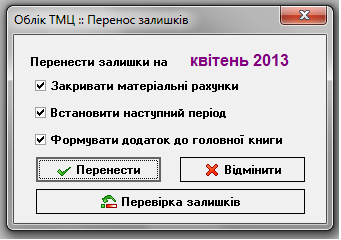 Облік ТМЦ :: Перенос залишків
Перенести залишки на квітень 2013
Закривати матеріальні рахунки
Встановити наступний період
Формувати додаток до головної книги
Перенести Відмінити
Перевірка залишків